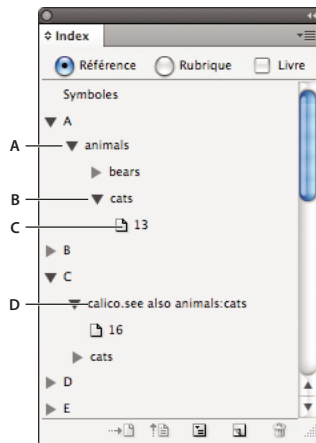 Index
Référence Rubrique Livre
Symboles
A
A animals
bears
B cats
C 13
B
C
D calico.see also animals:cats
16
cats
D
E